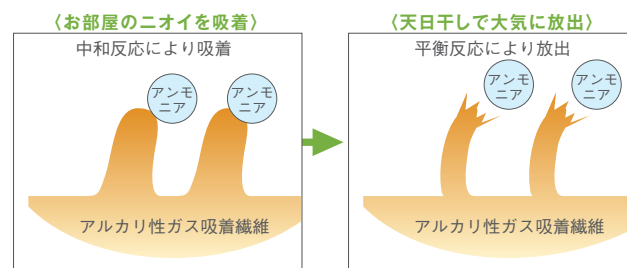 〈お部屋のニオイを吸着〉
中和反応により吸着
アンモ
ニア
アンモ
ニア
アルカリ性ガス吸着繊維
〈天日干しで大気に放出〉
平衡反応により放出
アンモ
ニア
アンモ
ニア
アルカリ性ガス吸着繊維